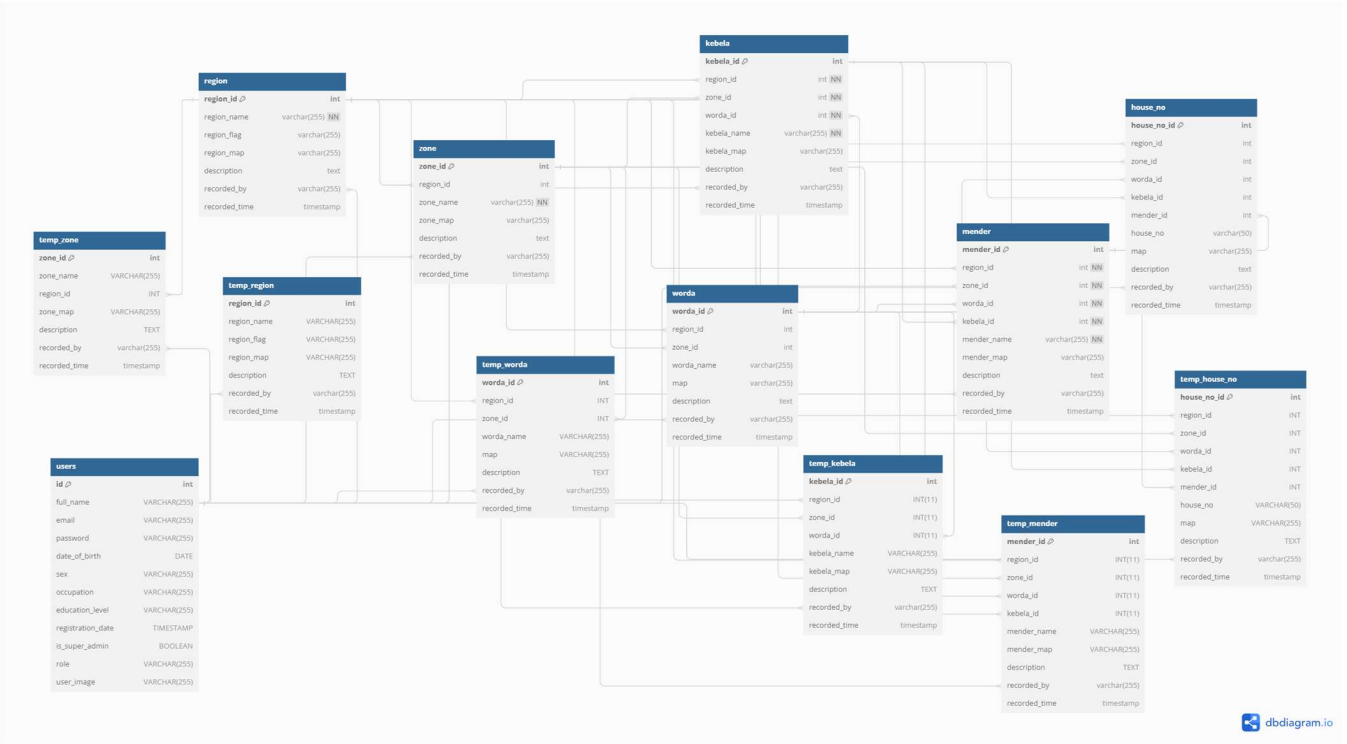 region
region_id int
region_name varchar(255) NN
region_flag varchar(255)
region_map varchar(255)
description text
recorded_by varchar(255)
recorded_time timestamp
zone
zone_id int
region_id int
zone_name varchar(255) NN
zone_map varchar(255)
description text
recorded_by varchar(255)
recorded_time timestamp
kebela
kebela_id int
region_id int NN
zone_id int NN
worda_id int NN
kebela_name varchar(255) NN
kebela_map varchar(255)
description text
recorded_by varchar(255)
recorded_time timestamp
house_no
house_no_id int
region_id int
zone_id int
worda_id int
kebela_id int
mender_id int
house_no varchar(50)
map varchar(255)
description text
recorded_by varchar(255)
recorded_time timestamp
temp_zone
zone_id int
zone_name VARCHAR(255)
region_id INT
zone_map VARCHAR(255)
description TEXT
recorded_by varchar(255)
recorded_time timestamp
temp_region
region_id int
region_name VARCHAR(255)
region_flag VARCHAR(255)
region_map VARCHAR(255)
description TEXT
recorded_by varchar(255)
recorded_time timestamp
mender
mender_id int
region_id int NN
zone_id int NN
worda_id int NN
kebela_id int NN
mender_name varchar(255) NN
mender_map varchar(255)
description text
recorded_by varchar(255)
recorded_time timestamp
worda
worda_id int
region_id int
zone_id int
worda_name varchar(255)
map varchar(255)
description text
recorded_by varchar(255)
recorded_time timestamp
temp_worda
worda_id int
region_id INT
zone_id INT
worda_name VARCHAR(255)
map VARCHAR(255)
description TEXT
recorded_by varchar(255)
recorded_time timestamp
temp_house_no
house_no_id int
region_id INT
zone_id INT
worda_id INT
kebela_id INT
mender_id INT
house_no VARCHAR(50)
map VARCHAR(255)
description TEXT
recorded_by varchar(255)
recorded_time timestamp
users
id int
full_name VARCHAR(255)
email VARCHAR(255)
password VARCHAR(255)
date_of_birth DATE
sex VARCHAR(255)
occupation VARCHAR(255)
education_level VARCHAR(255)
registration_date TIMESTAMP
is_super_admin BOOLEAN
role VARCHAR(255)
user_image VARCHAR(255)
temp_kebela
kebela_id int
region_id INT(11)
zone_id INT(11)
worda_id INT(11)
kebela_name VARCHAR(255)
kebela_map VARCHAR(255)
description TEXT
recorded_by varchar(255)
recorded_time timestamp
temp_mender
mender_id int
region_id INT(11)
zone_id INT(11)
worda_id INT(11)
kebela_id INT(11)
mender_name VARCHAR(255)
mender_map VARCHAR(255)
description TEXT
recorded_by varchar(255)
recorded_time timestamp
dbdiagram.io